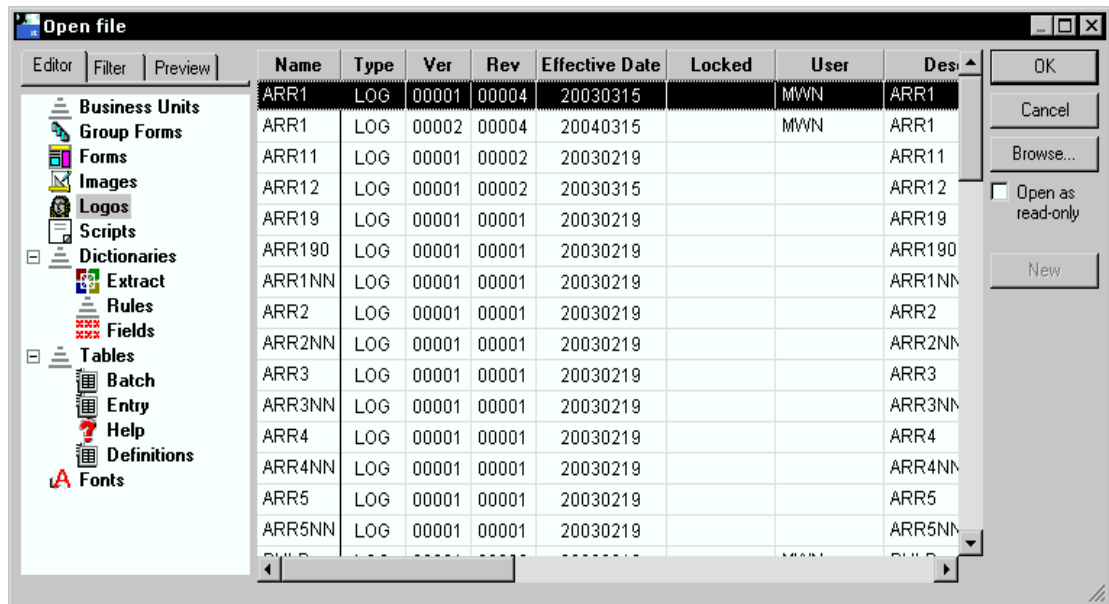 Open file
Editor Filter Preview
Business Units
Group Forms
Forms
Images
Logos
Scripts
Dictionaries
Extract
Rules
Fields
Tables
Batch
Entry
Help
Definitions
Fonts
Name Type Ver Rev Effective Date Locked User Des
ARR1 LOG 00001 00004 20030315 MWN ARR1
ARR1 LOG 00002 00004 20040315 MWN ARR1
ARR11 LOG 00001 00002 20030219 ARR11
ARR12 LOG 00001 00002 20030315 ARR12
ARR19 LOG 00001 00001 20030219 ARR19
ARR190 LOG 00001 00001 20030219 ARR190
ARR1NN LOG 00001 00001 20030219 ARR1NN
ARR2 LOG 00001 00001 20030219 ARR2
ARR2NN LOG 00001 00001 20030219 ARR2NN
ARR3 LOG 00001 00001 20030219 ARR3
ARR3NN LOG 00001 00001 20030219 ARR3NN
ARR4 LOG 00001 00001 20030219 ARR4
ARR4NN LOG 00001 00001 20030219 ARR4NN
ARR5 LOG 00001 00001 20030219 ARR5
ARR5NN LOG 00001 00001 20030219 ARR5NN
OK
Cancel
Browse...
Open as
read-only
New